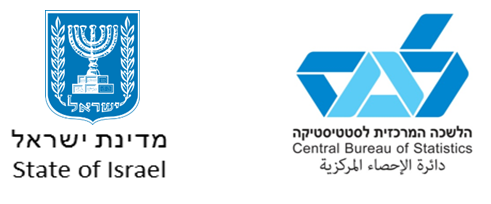 ישראל
מדינת ישראל
State of Israel
הלשכה המרכזית לסטטיסטיקה
Central Bureau of Statistics
دائرة الإحصاء المركزية